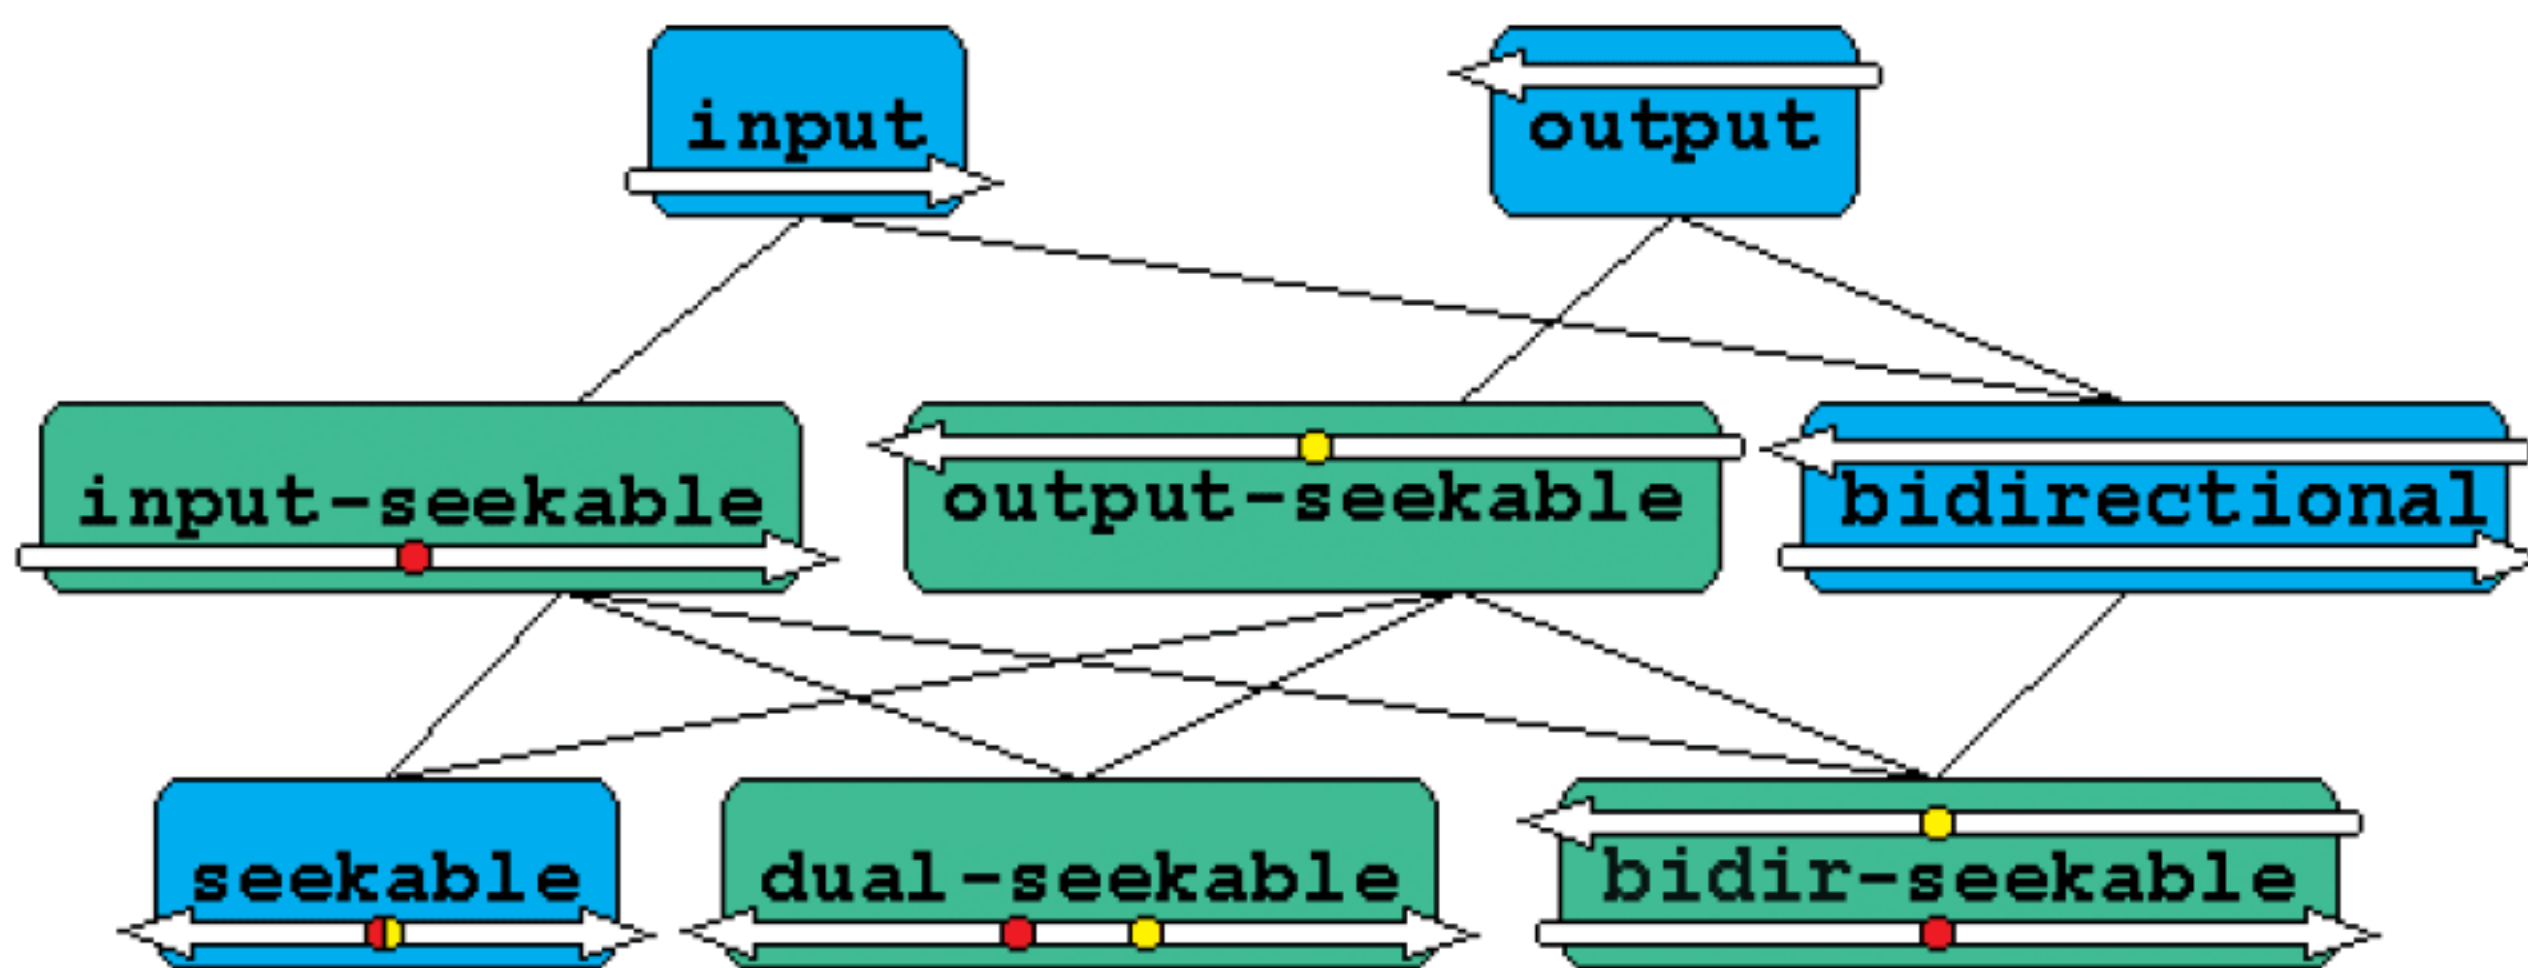 input
output
input-seekable
output-seekable
bidirectional
seekable
dual-seekable
bidir-seekable